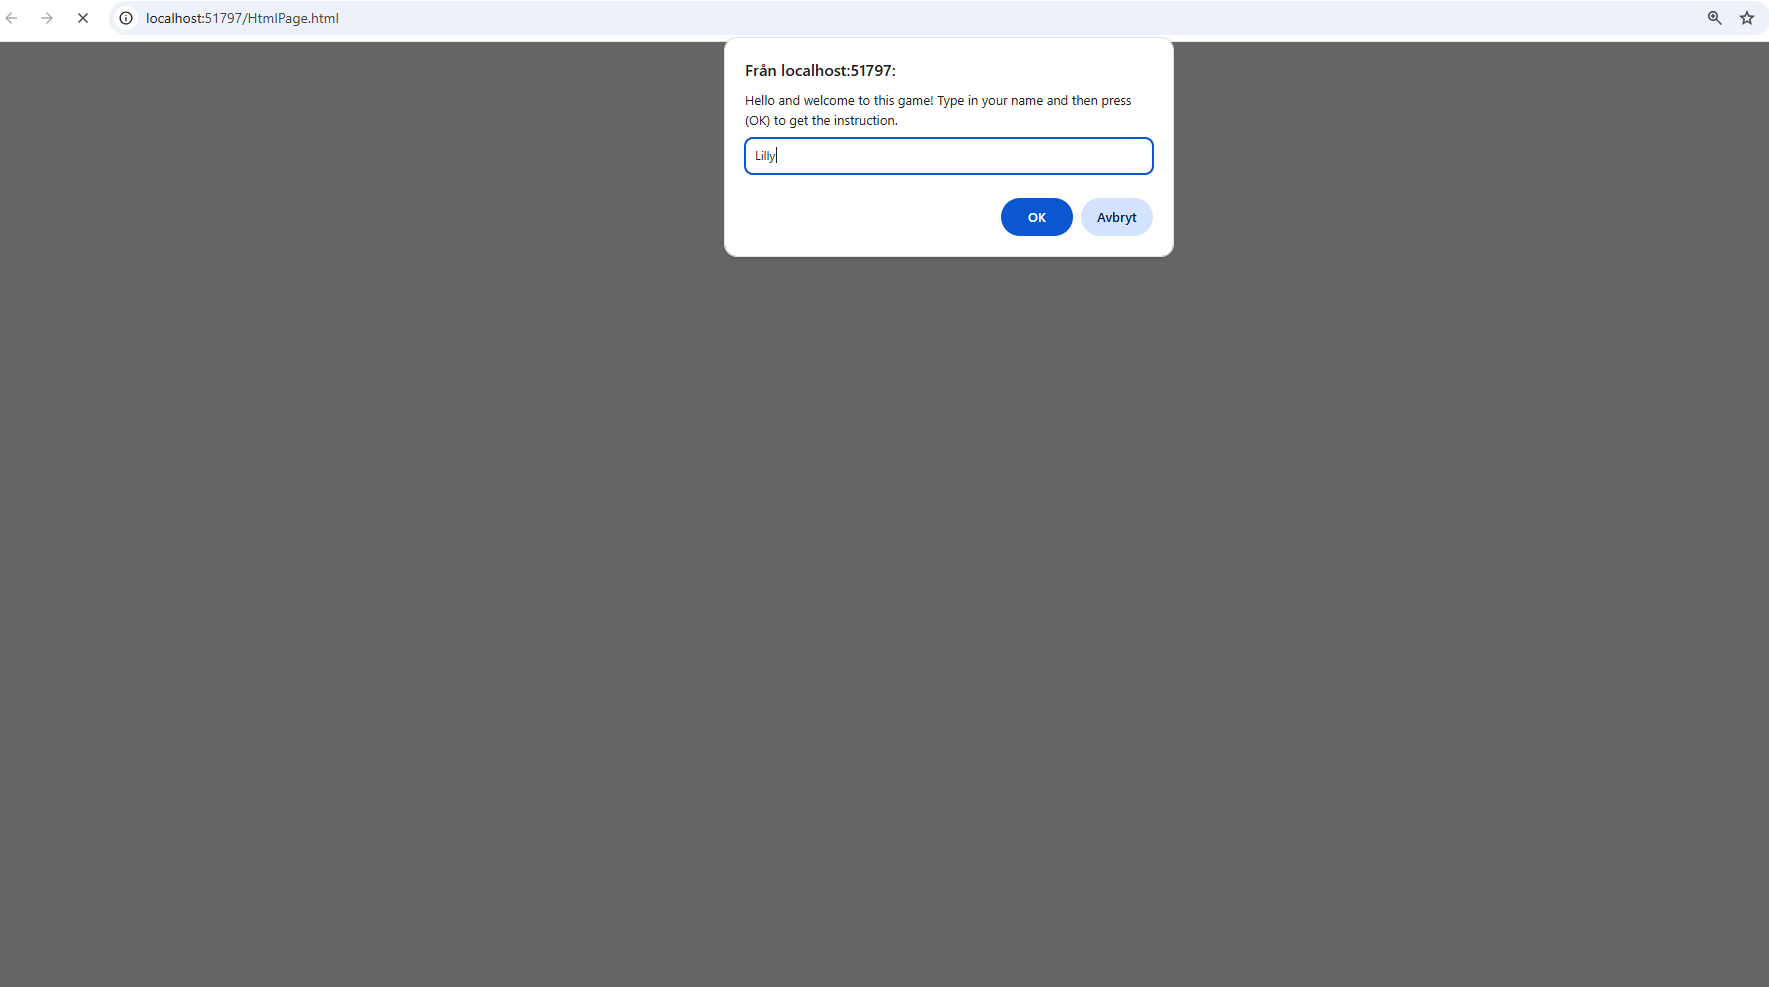 localhost:51797/HtmlPage.html
Från localhost:51797:
Hello and welcome to this game! Type in your name and then press
(OK) to get the instruction.
Lilly
OK Avbryt